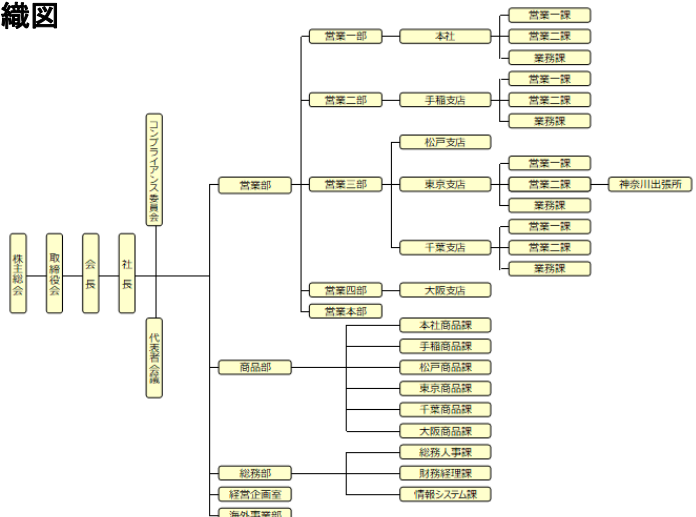 織図
株主総会
取締役会
会長
社長
コンプライアンス委員会
代表者会議
営業部
営業一部
本社
営業一課
営業二課
業務課
営業二部
手稲支店
営業一課
営業二課
業務課
営業三部
松戸支店
東京支店
営業一課
営業二課
神奈川出張所
業務課
千葉支店
営業一課
営業二課
業務課
営業四部
大阪支店
営業本部
商品部
本社商品課
手稲商品課
松戸商品課
東京商品課
千葉商品課
大阪商品課
総務部
総務人事課
財務経理課
情報システム課
経営企画室
海外事業部